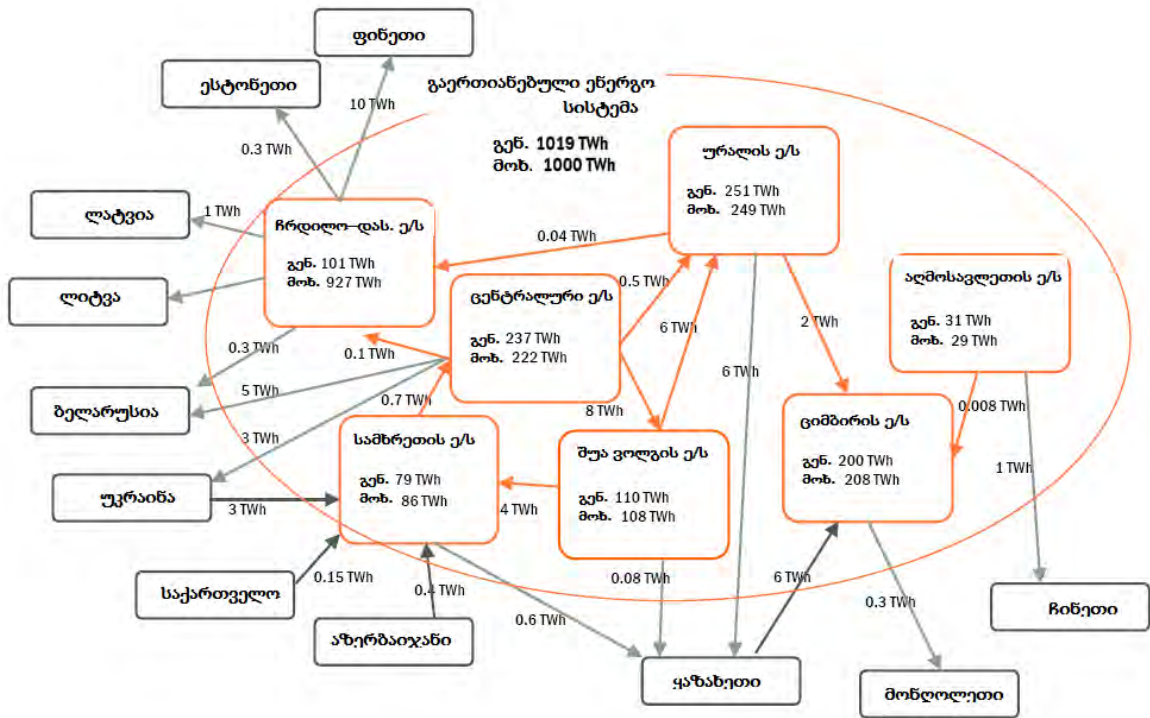 ფინეთი
ესტონეთი
10 TWh
0.3 TWh
გაერთიანებული ენერგო
სისტემა
გენ. 1019 TWh
მოხ. 1000 TWh
ურალის ე/ს
გენ. 251 TWh
მოხ. 249 TWh
ლატვია
1 TWh
ჩრდილო–დას. ე/ს
გენ. 101 TWh
მოხ. 927 TWh
0.04 TWh
აღმოსავლეთის ე/ს
გენ. 31 TWh
მოხ. 29 TWh
ლიტვა
ცენტრალური ე/ს
გენ. 237 TWh
მოხ. 222 TWh
0.5 TWh
6 TWh
2 TWh
0.3 TWh
0.1 TWh
6 TWh
ბელარუსია
5 TWh
0.7 TWh
8 TWh
0.008 TWh
3 TWh
სამხრეთის ე/ს
გენ. 79 TWh
მოხ. 86 TWh
შუა ვოლგის ე/ს
გენ. 110 TWh
მოხ. 108 TWh
ციმბირის ე/ს
გენ. 200 TWh
მოხ. 208 TWh
1 TWh
უკრაინა
3 TWh
4 TWh
საქართველო
0.15 TWh
0.4 TWh
0.08 TWh
6 TWh
0.3 TWh
ჩინეთი
აზერბაიჯანი
0.6 TWh
ყაზახეთი
მონღოლეთი